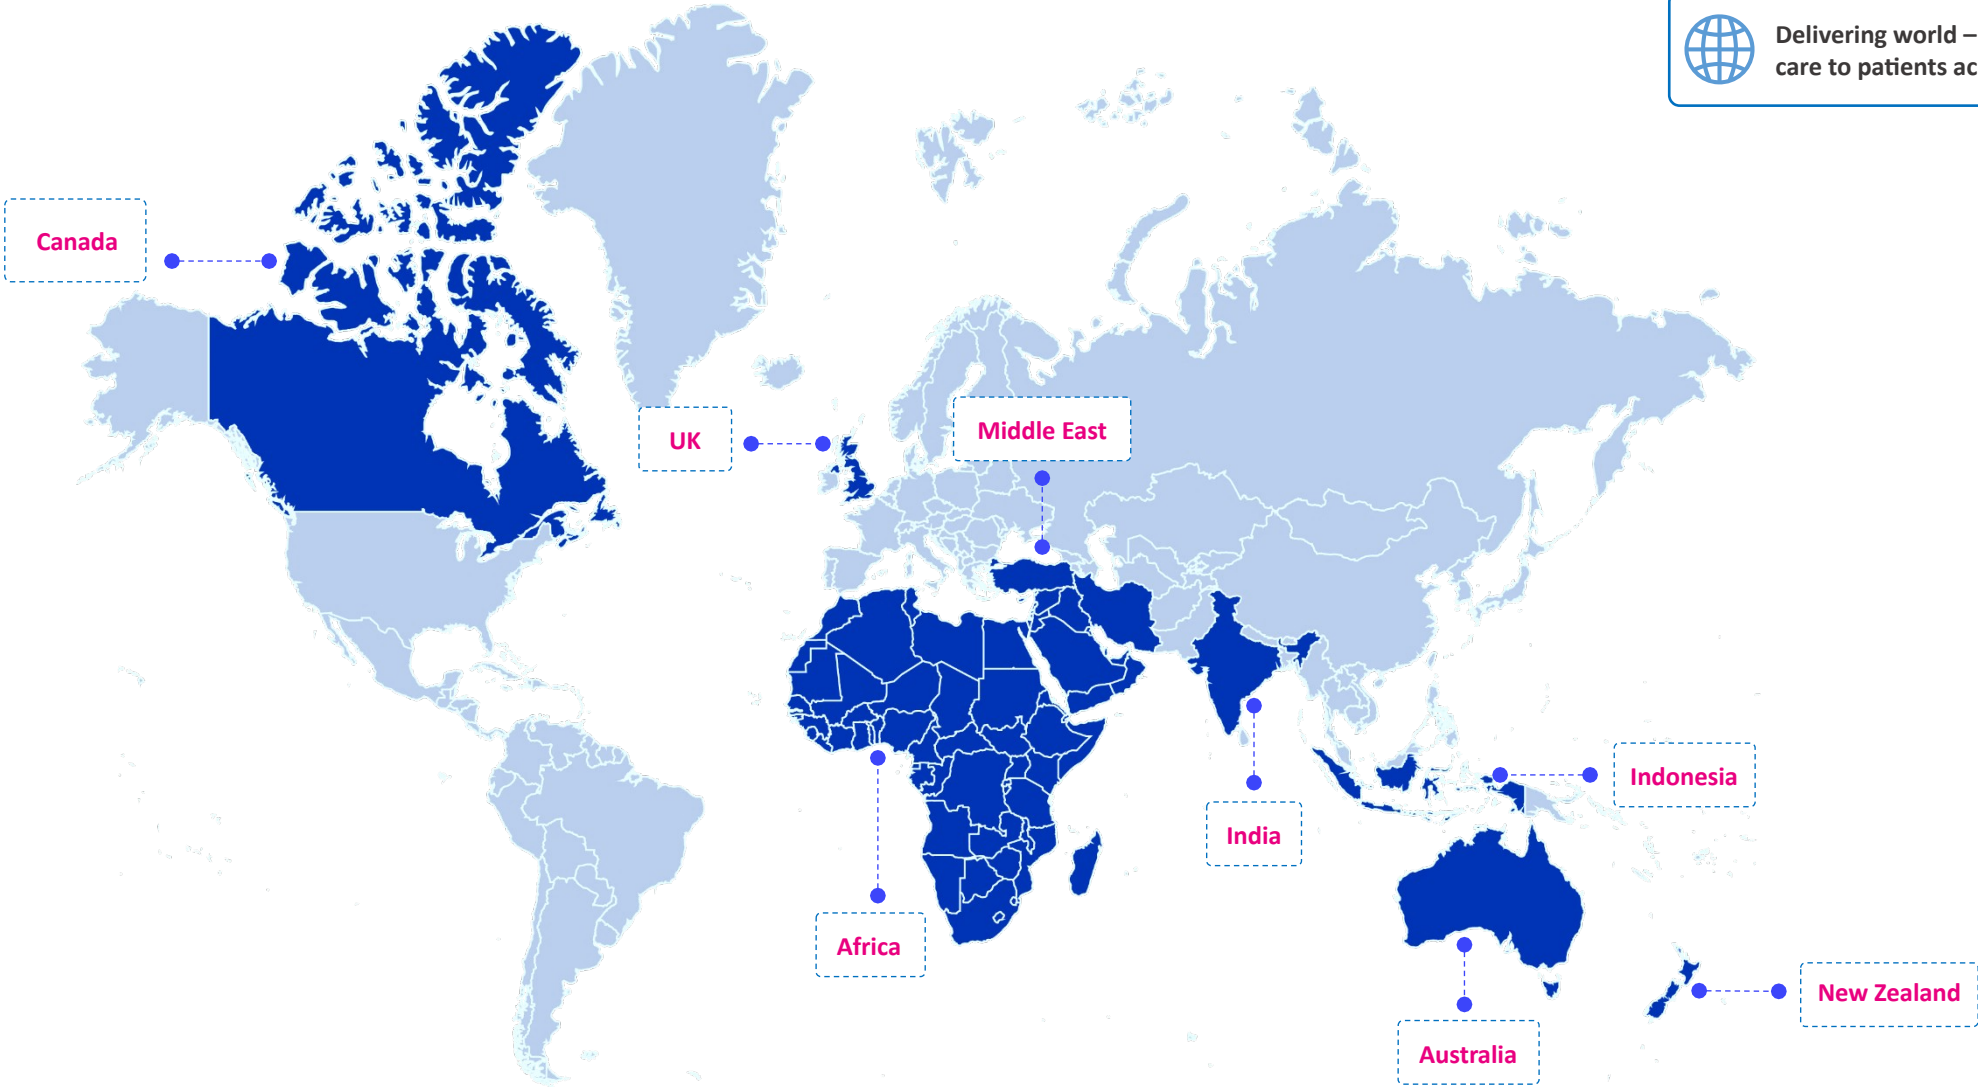 Delivering world –
care to patients ac
Canada
UK
Middle East
Indonesia
India
Africa
New Zealand
Australia